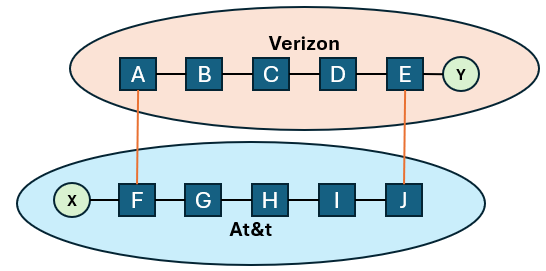 Verizon
A B C D E Y
X F G H I J
At&t